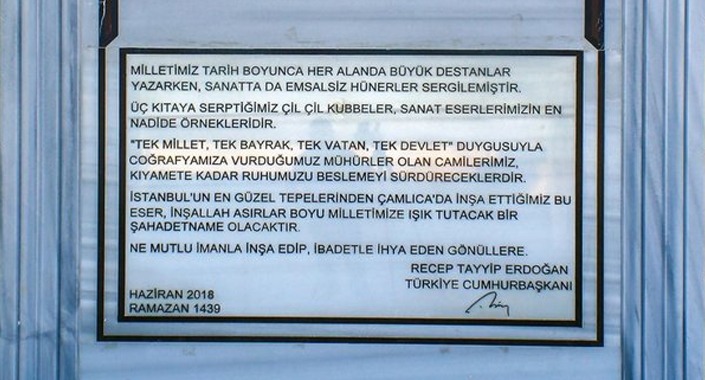 MİLLETİMİZ TARİH BOYUNCA HER ALANDA BÜYÜK DESTANLAR
YAZARKEN, SANATTA DA EMSALSİZ HÜNERLER SERGİLEMİŞTİR.
ÜÇ KITAYA SERPTİĞİMİZ ÇİL ÇİL KUBBELER, SANAT ESERLERİMİZİN EN
NADİDE ÖRNEKLERİDİR.
"TEK MİLLET, TEK BAYRAK, TEK VATAN, TEK DEVLET" DUYGUSUYLA
COĞRAFYAMIZA VURDUĞUMUZ MÜHÜRLER OLAN CAMİLERİMİZ,
KIYAMETE KADAR RUHUMUZU BESLEMEYİ SÜRDÜRECEKLERDİR.
İSTANBUL'UN EN GÜZEL TEPELERİNDEN ÇAMLICA'DA İNŞA ETTİĞİMİZ BU
ESER, İNŞALLAH ASIRLAR BOYU MİLLETİMİZE IŞIK TUTACAK BİR
ŞAHADETNAME OLACAKTIR.
NE MUTLU İMANLA İNŞA EDİP, İBADETLE İHYA EDEN GÖNÜLLERE.
RECEP TAYYİP ERDOĞAN
TÜRKİYE CUMHURBAŞKANI
HAZİRAN 2018
RAMAZAN 1439